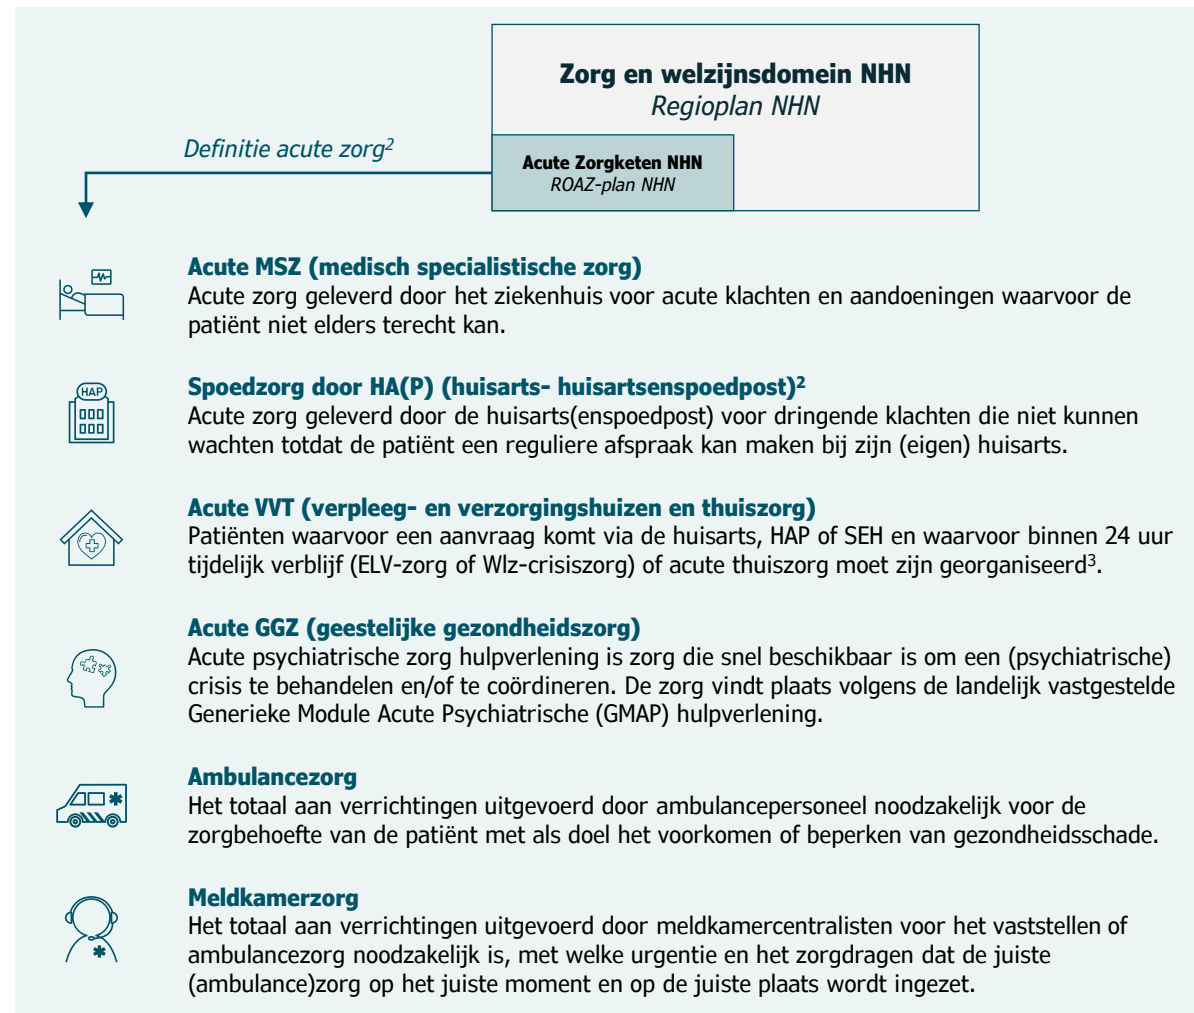 Zorg en welzijnsdomein NHN
Regioplan NHN
Definitie acute zorg²
Acute Zorgketen NHN
ROAZ-plan NHN
Acute MSZ (medisch specialistische zorg)
Acute zorg geleverd door het ziekenhuis voor acute klachten en aandoeningen waarvoor de
patiënt niet elders terecht kan.
HAP
Spoedzorg door HA(P) (huisarts- huisartsenspoedpost)²
Acute zorg geleverd door de huisarts(enspoedpost) voor dringende klachten die niet kunnen
wachten totdat de patiënt een reguliere afspraak kan maken bij zijn (eigen) huisarts.
Acute VVT (verpleeg- en verzorgingshuizen en thuiszorg)
Patiënten waarvoor een aanvraag komt via de huisarts, HAP of SEH en waarvoor binnen 24 uur
tijdelijk verblijf (ELV-zorg of Wlz-crisiszorg) of acute thuiszorg moet zijn georganiseerd³.
Acute GGZ (geestelijke gezondheidszorg)
Acute psychiatrische zorg hulpverlening is zorg die snel beschikbaar is om een (psychiatrische)
crisis te behandelen en/of te coördineren. De zorg vindt plaats volgens de landelijk vastgestelde
Generieke Module Acute Psychiatrische (GMAP) hulpverlening.
Ambulancezorg
Het totaal aan verrichtingen uitgevoerd door ambulancepersoneel noodzakelijk voor de
zorgbehoefte van de patiënt met als doel het voorkomen of beperken van gezondheidsschade.
Meldkamerzorg
Het totaal aan verrichtingen uitgevoerd door meldkamercentralisten voor het vaststellen of
ambulancezorg noodzakelijk is, met welke urgentie en het zorgdragen dat de juiste
(ambulance)zorg op het juiste moment en op de juiste plaats wordt ingezet.